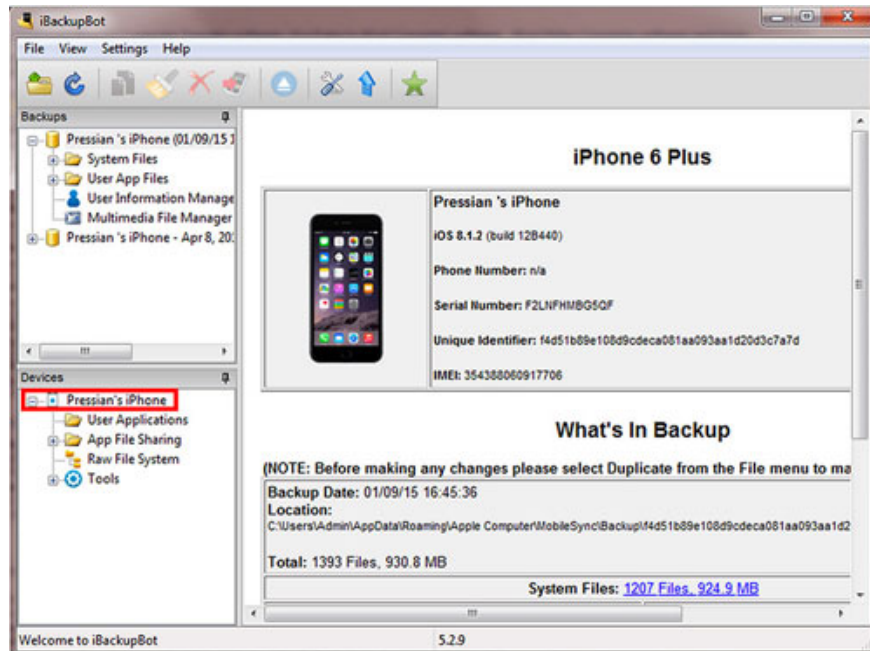 iBackupBot
File View Settings Help
Backups
Pressian 's iPhone (01/09/15 1
System Files
User App Files
User Information Manage
Multimedia File Manager
Pressian 's iPhone - Apr 8, 20
Devices
Pressian's iPhone
User Applications
App File Sharing
Raw File System
Tools
iPhone 6 Plus
Pressian 's iPhone
iOS 8.1.2 (build 12B440)
Phone Number: n/a
Serial Number: F2LNFHMBG5QF
Unique Identifier: f4d51b89e108d9cdeca081aa093aa1d20d3c7a7d
IMEI: 354388060917706
What's In Backup
(NOTE: Before making any changes please select Duplicate from the File menu to ma
Backup Date: 01/09/15 16:45:36
Location:
C:\Users\Admin\AppData\Roaming\Apple Computer\MobileSync\Backup\f4d51b89e108d9cdeca081aa093aa1d2
Total: 1393 Files, 930.8 MB
System Files: 1207 Files, 924.9 MB
Welcome to iBackupBot
5.2.9